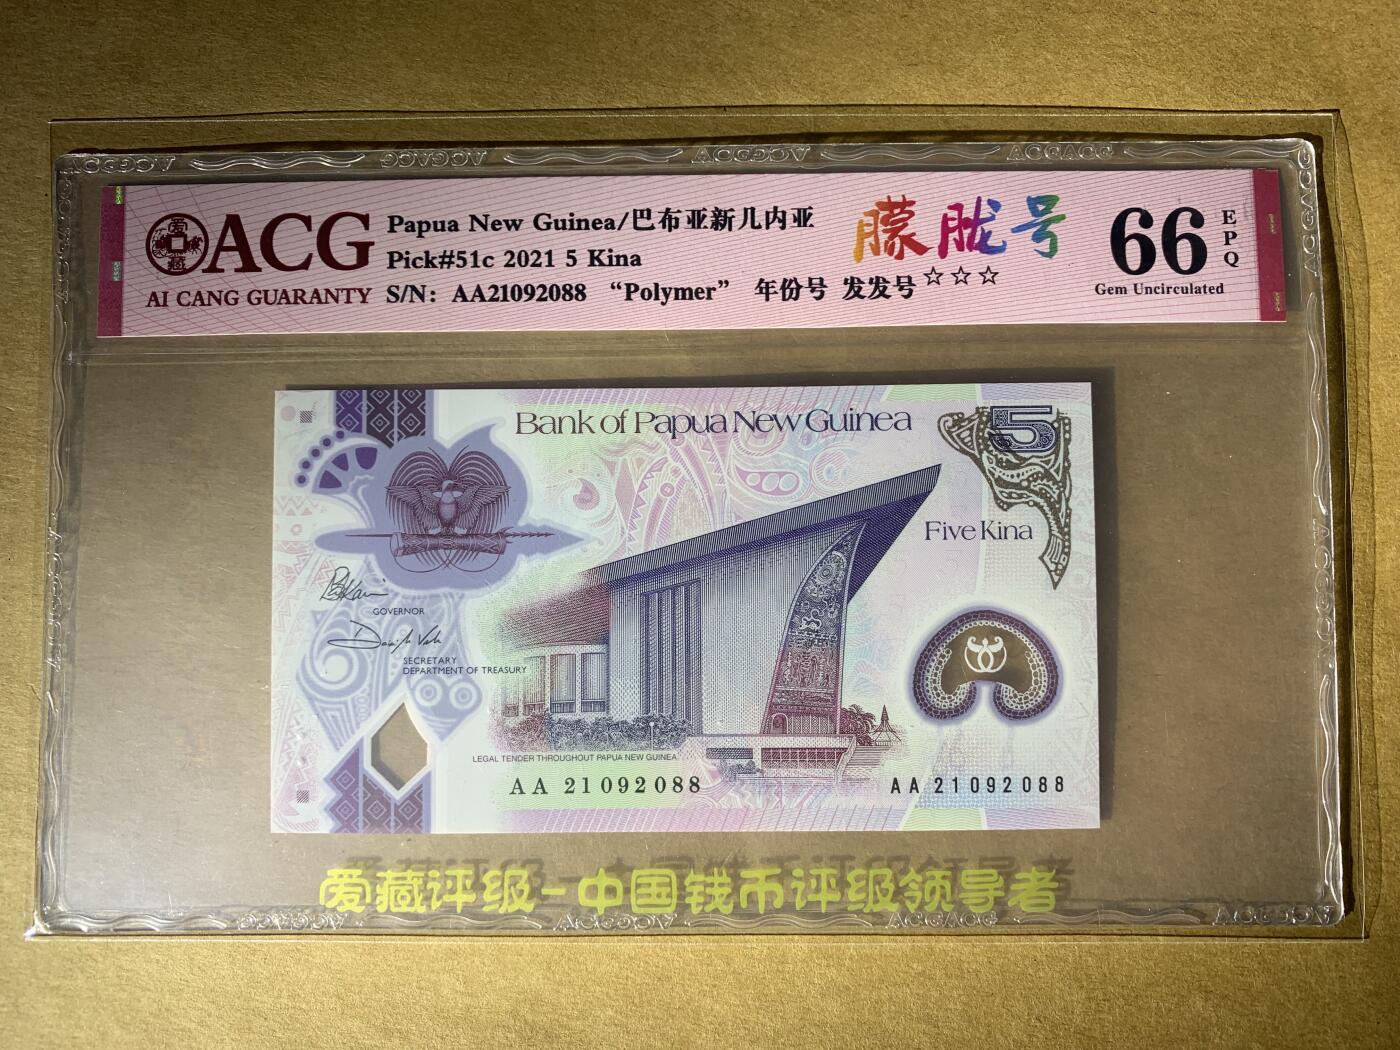 ACG
AI CANG GUARANTY
Papua New Guinea/巴布亚新几内亚
Pick#51c 2021 5 Kina
S/N: AA21092088 “Polymer” 年份号 发发号☆☆☆
朦胧号
66
EPQ
Gem Uncirculated
Bank of Papua New Guinea
5
Five Kina
GOVERNOR
SECRETARY
DEPARTMENT OF TREASURY
LEGAL TENDER THROUGHOUT PAPUA NEW GUINEA
AA 21092088
AA 21092088
爱藏评级-中国钱币评级领导者